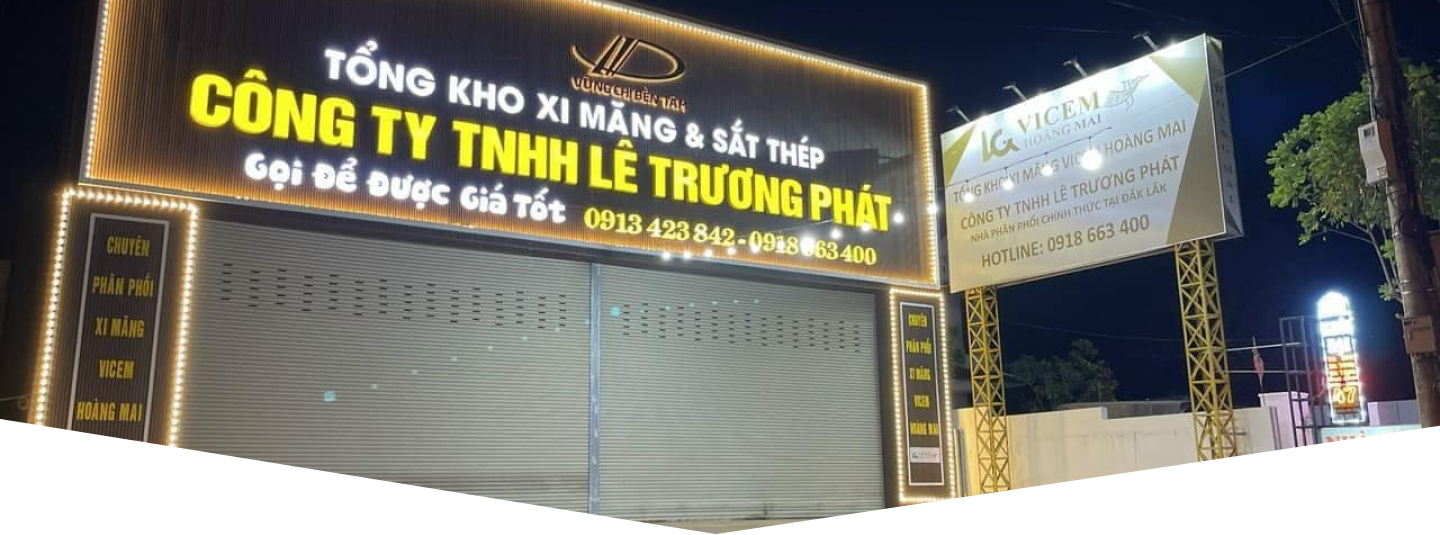 VỮNG CHÍ BỀN TÂM
TỔNG KHO XI MĂNG & SẮT THÉP
CÔNG TY TNHH LÊ TRƯƠNG PHÁT
Gọi Để Được Giá Tốt
0913 423 842 - 0918 663 400
CHUYÊN
PHÂN PHỐI
XI MĂNG
VICEM
HOÀNG MAI
CHUYÊN
PHÂN PHỐI
XI MĂNG
VICEM
HOÀNG MAI
VICEM
HOÀNG MAI
TỔNG KHO XI MĂNG VICEM HOÀNG MAI
CÔNG TY TNHH LÊ TRƯƠNG PHÁT
NHÀ PHÂN PHỐI CHÍNH THỨC TẠI ĐẮK LẮK
HOTLINE: 0918 663 400